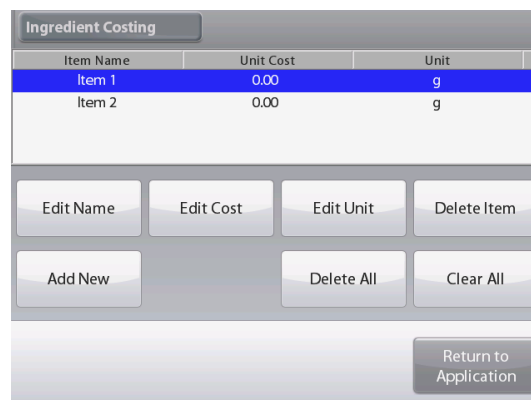 Ingredient Costing
Item Name Unit Cost Unit
Item 1 0.00 g
Item 2 0.00 g
Edit Name Edit Cost Edit Unit Delete Item
Add New Delete All Clear All
Return to
Application